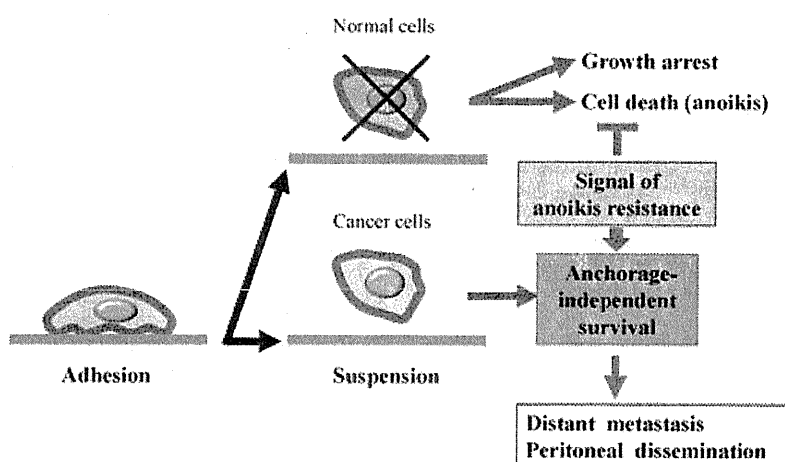 Normal cells
Growth arrest
Cell death (anoikis)
Signal of
anoikis resistance
Cancer cells
Anchorage-
independent
survival
Adhesion
Suspension
Distant metastasis
Peritoneal dissemination